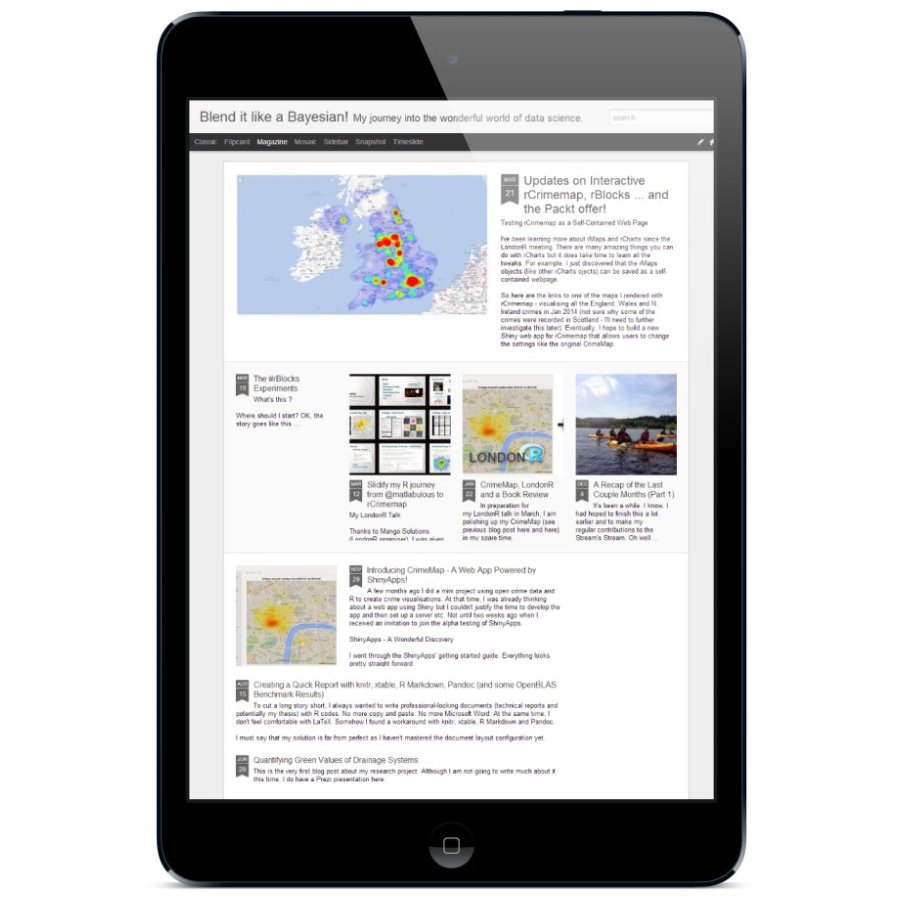 Blend it like a Bayesian! My journey into the wonderful world of data science.
search
Classic Flipcard Magazine Mosaic Sidebar Snapshot Timeslide
MAR
21
Updates on Interactive
rCrimemap, rBlocks ... and
the Packt offer!
Testing rCrimemap as a Self-Contained Web Page
I've been learning more about rMaps and rCharts since the
LondonR meeting. There are many amazing things you can
do with rCharts but it does take time to learn all the
tweaks. For example, I just discovered that the rMaps
objects (like other rCharts ojects) can be saved as a self-
contained webpage.
So here are the links to one of the maps I rendered with
rCrimemap - visualising all the England, Wales and N.
Ireland crimes in Jan 2014 (not sure why some of the
crimes were recorded in Scotland - I'll need to further
investigate this later). Eventually, I hope to build a new
Shiny web app for rCrimemap that allows users to change
the settings like the original CrimeMap.
MAR
10
The #rBlocks
Experiments
What's this ?
Where should I start? OK, the
story goes like this ...
MAR
12
Slidify my R journey
from @matlabulous to
rCrimemap
My LondonR Talk
Thanks to Mango Solutions
(LondonR organiser), I was given
LONDON R
JAN
22
CrimeMap, LondonR
and a Book Review
In preparation for
my LondonR talk in March, I am
polishing up my CrimeMap (see
previous blog post here and here)
in my spare time.
DEC
4
A Recap of the Last
Couple Months (Part 1)
It's been a while. I know. I
had hoped to finish this a lot
earlier and to make my
regular contributions to the
Stream's Stream. Oh well ...
NOV
29
Introducing CrimeMap - A Web App Powered by
ShinyApps!
A few months ago I did a mini project using open crime data and
R to create crime visualisations. At that time, I was already thinking
about a web app using Shiny but I couldn't justify the time to develop the
app and then set up a server etc. Not until two weeks ago when I
received an invitation to join the alpha testing of ShinyApps.
ShinyApps - A Wonderful Discovery
I went through the ShinyApps' getting started guide. Everything looks
pretty straight forward
AUG
15
Creating a Quick Report with knitr, xtable, R Markdown, Pandoc (and some OpenBLAS
Benchmark Results)
To cut a long story short, I always wanted to write professional-looking documents (technical reports and
potentially my thesis) with R codes. No more copy and paste. No more Microsoft Word. At the same time, I
don't feel comfortable with LaTeX. Somehow I found a workaround with knitr, xtable, R Markdown and Pandoc.
I must say that my solution is far from perfect as I haven't mastered the document layout configuration yet.
JUN
28
Quantifying Green Values of Drainage Systems
This is the very first blog post about my research project. Although I am not going to write much about it
this time, I do have a Prezi presentation here.